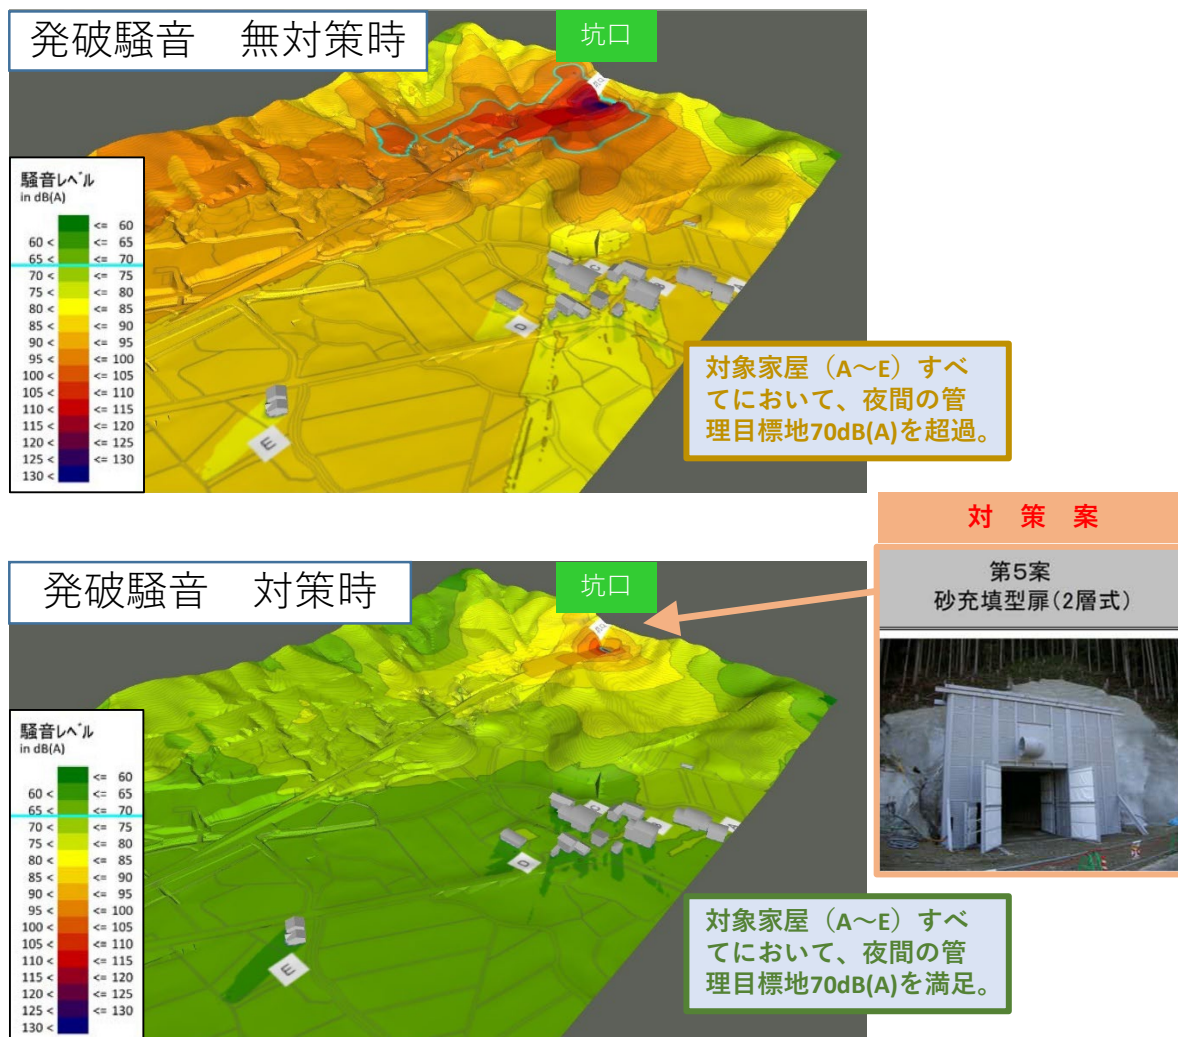 発破騒音 無対策時
坑口
騒音レベル
in dB(A)
<= 60
60 < <= 65
65 < <= 70
70 < <= 75
75 < <= 80
80 < <= 85
85 < <= 90
90 < <= 95
95 < <= 100
100 < <= 105
105 < <= 110
110 < <= 115
115 < <= 120
120 < <= 125
125 < <= 130
130 <
C
B
D
E
対象家屋（A～E）すべ
てにおいて、夜間の管
理目標地70dB(A)を超過。
対 策 案
第5案
砂充填型扉(2層式)
発破騒音 対策時
坑口
騒音レベル
in dB(A)
<= 60
60 < <= 65
65 < <= 70
70 < <= 75
75 < <= 80
80 < <= 85
85 < <= 90
90 < <= 95
95 < <= 100
100 < <= 105
105 < <= 110
110 < <= 115
115 < <= 120
120 < <= 125
125 < <= 130
130 <
C
D
E
対象家屋（A～E）すべ
てにおいて、夜間の管
理目標地70dB(A)を満足。